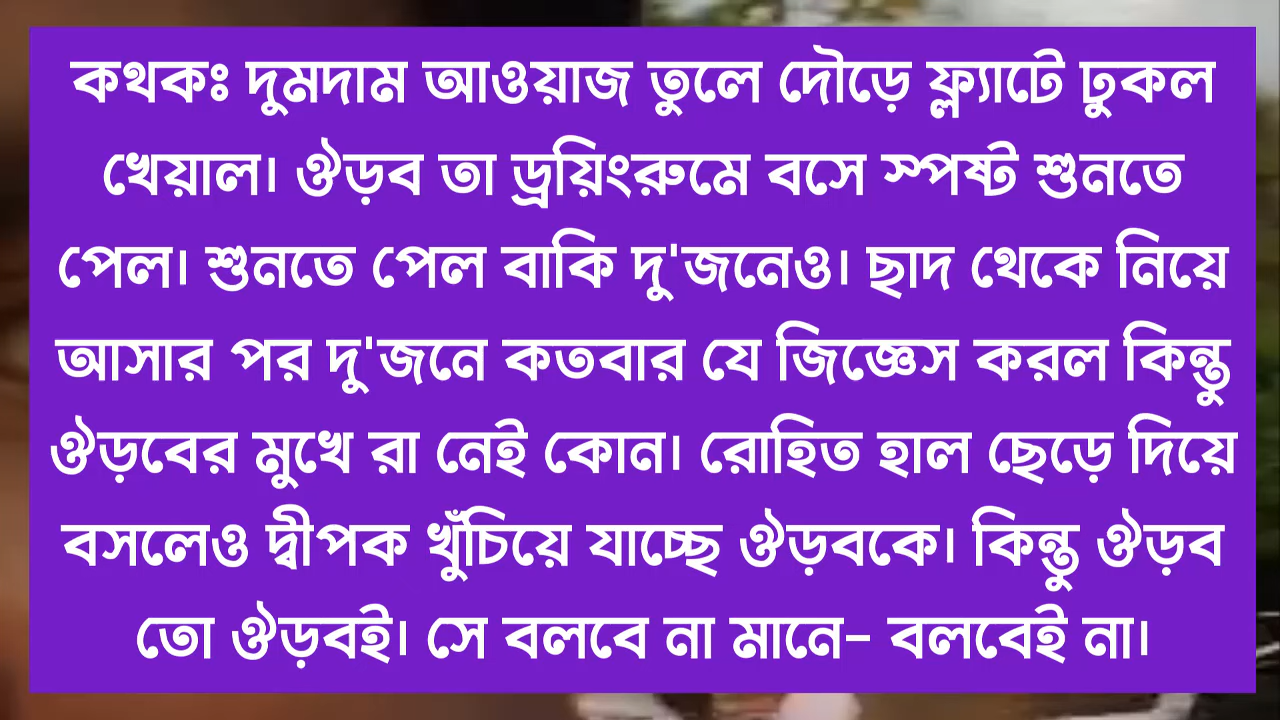 কথকঃ দুমদাম আওয়াজ তুলে দৌড়ে ফ্ল্যাটে ঢুকল
খেয়াল। ঔড়ব তা ড্রয়িংরুমে বসে স্পষ্ট শুনতে
পেল। শুনতে পেল বাকি দু'জনেও। ছাদ থেকে নিয়ে
আসার পর দু'জনে কতবার যে জিজ্ঞেস করল কিন্তু
ঔড়বের মুখে রা নেই কোন। রোহিত হাল ছেড়ে দিয়ে
বসলেও দ্বীপক খুঁচিয়ে যাচ্ছে ঔড়বকে। কিন্তু ঔড়ব
তো ঔড়বই। সে বলবে না মানে– বলবেই না।